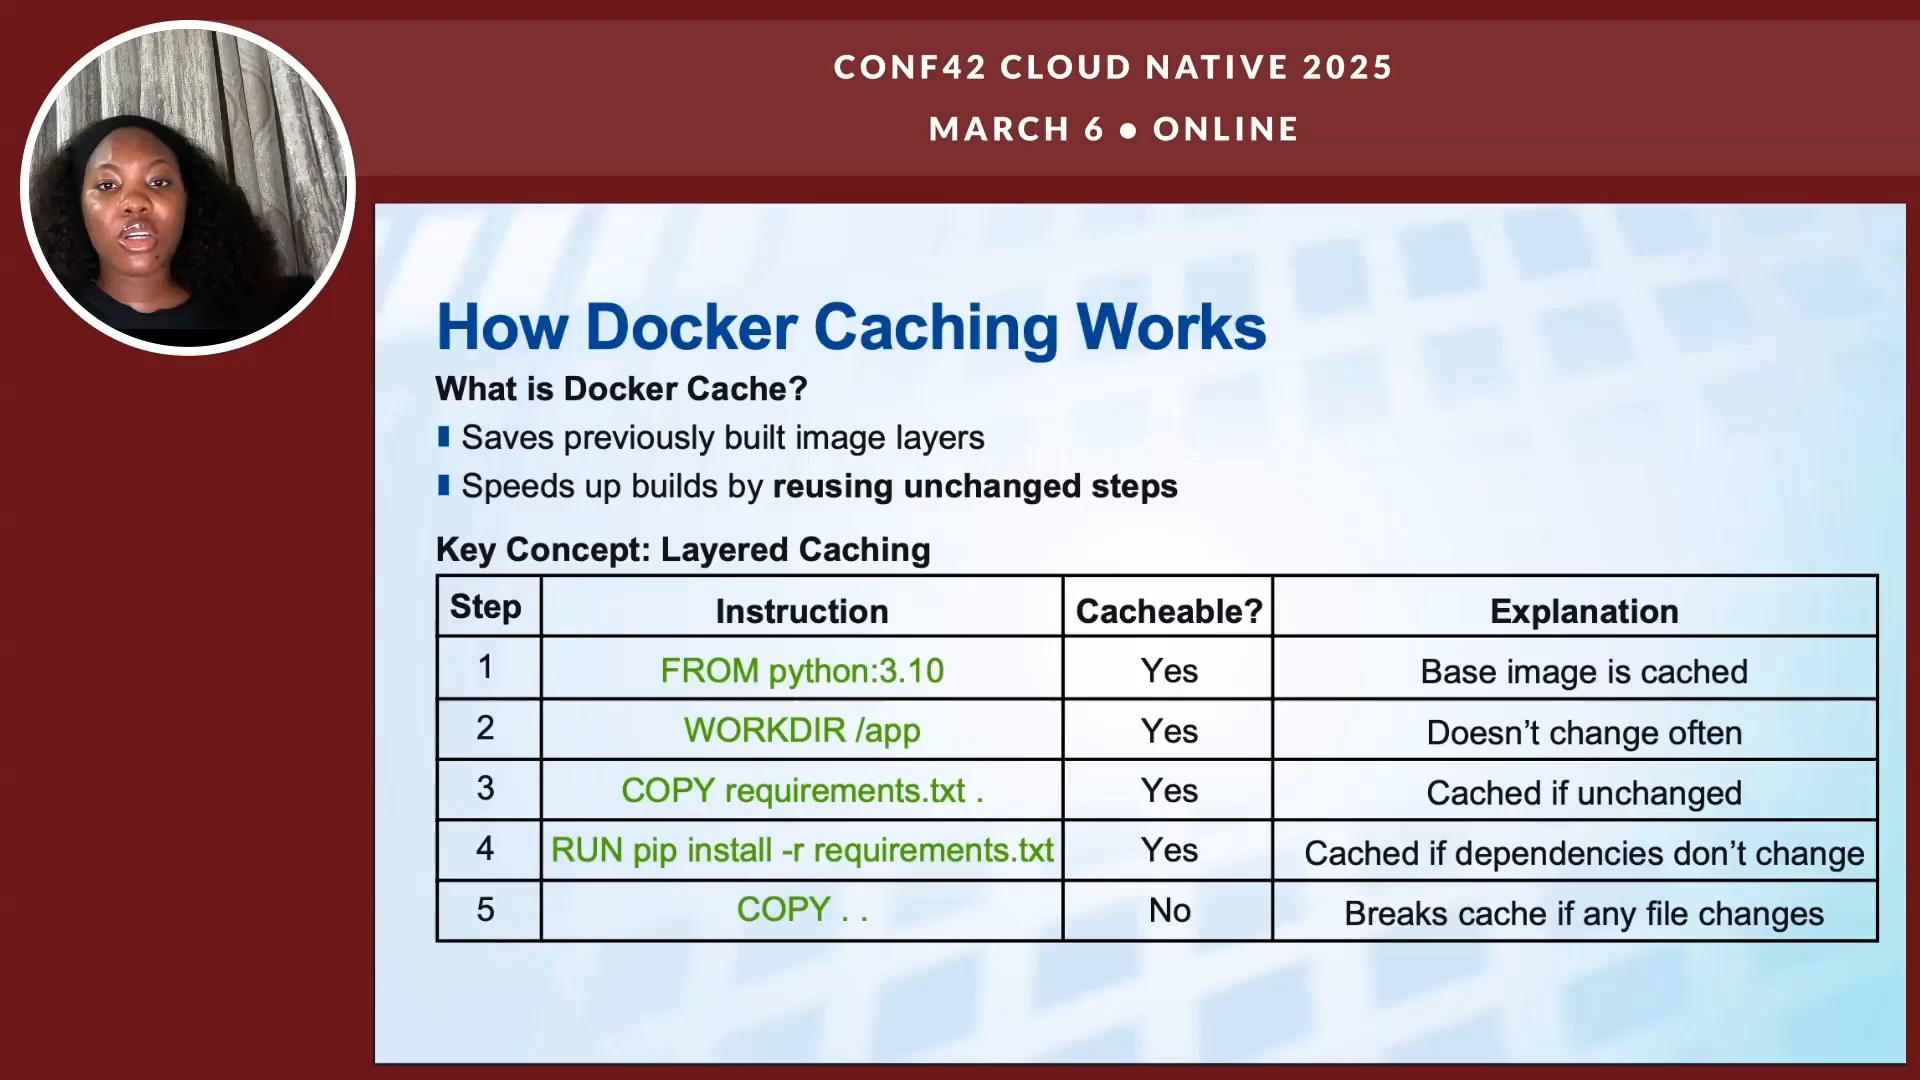 CONF42 CLOUD NATIVE 2025
MARCH 6 ● ONLINE
How Docker Caching Works
What is Docker Cache?
Saves previously built image layers
Speeds up builds by reusing unchanged steps
Key Concept: Layered Caching
Step Instruction Cacheable? Explanation
1 FROM python:3.10 Yes Base image is cached
2 WORKDIR /app Yes Doesn’t change often
3 COPY requirements.txt . Yes Cached if unchanged
4 RUN pip install -r requirements.txt Yes Cached if dependencies don’t change
5 COPY . . No Breaks cache if any file changes